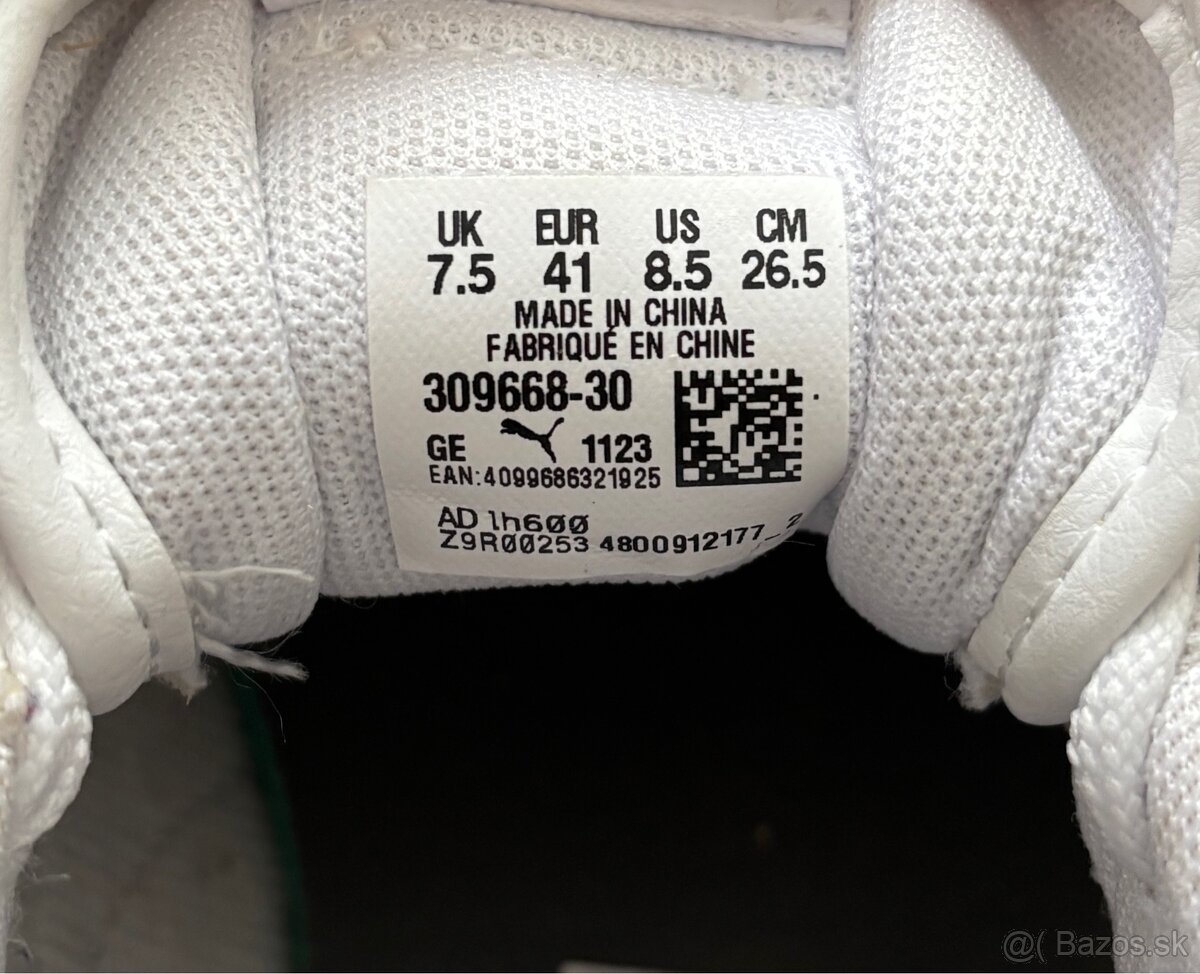 UK EUR US CM
7.5 41 8.5 26.5
MADE IN CHINA
FABRIQUÉ EN CHINE
309668-30
GE 1123
EAN:4099686321925
AD 1h600
Z9R00253 4800912177_2
@( Bazos.sk